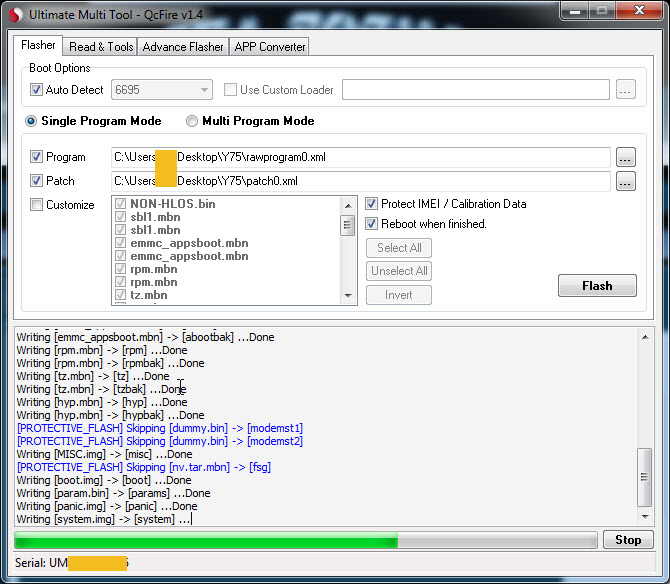 Ultimate Multi Tool - QcFire v1.4
Flasher Read & Tools Advance Flasher APP Converter
Boot Options
Auto Detect 6695 Use Custom Loader ...
Single Program Mode Multi Program Mode
Program C:\Users Desktop\Y75\rawprogram0.xml ...
Patch C:\Users Desktop\Y75\patch0.xml ...
Customize
NON-HLOS.bin
sbl1.mbn
sbl1.mbn
emmc_appsboot.mbn
emmc_appsboot.mbn
rpm.mbn
rpm.mbn
tz.mbn
Protect IMEI / Calibration Data
Reboot when finished.
Select All
Unselect All
Invert
Flash
Writing [emmc_appsboot.mbn] -> [abootbak] ...Done
Writing [rpm.mbn] -> [rpm] ...Done
Writing [rpm.mbn] -> [rpmbak] ...Done
Writing [tz.mbn] -> [tz] ...Done
Writing [tz.mbn] -> [tzbak] ...Done
Writing [hyp.mbn] -> [hyp] ...Done
Writing [hyp.mbn] -> [hypbak] ...Done
[PROTECTIVE_FLASH] Skipping [dummy.bin] -> [modemst1]
[PROTECTIVE_FLASH] Skipping [dummy.bin] -> [modemst2]
Writing [MISC.img] -> [misc] ...Done
[PROTECTIVE_FLASH] Skipping [nv.tar.mbn] -> [fsg]
Writing [boot.img] -> [boot] ...Done
Writing [param.bin] -> [params] ...Done
Writing [panic.img] -> [panic] ...Done
Writing [system.img] -> [system] ...
Stop
Serial: UM